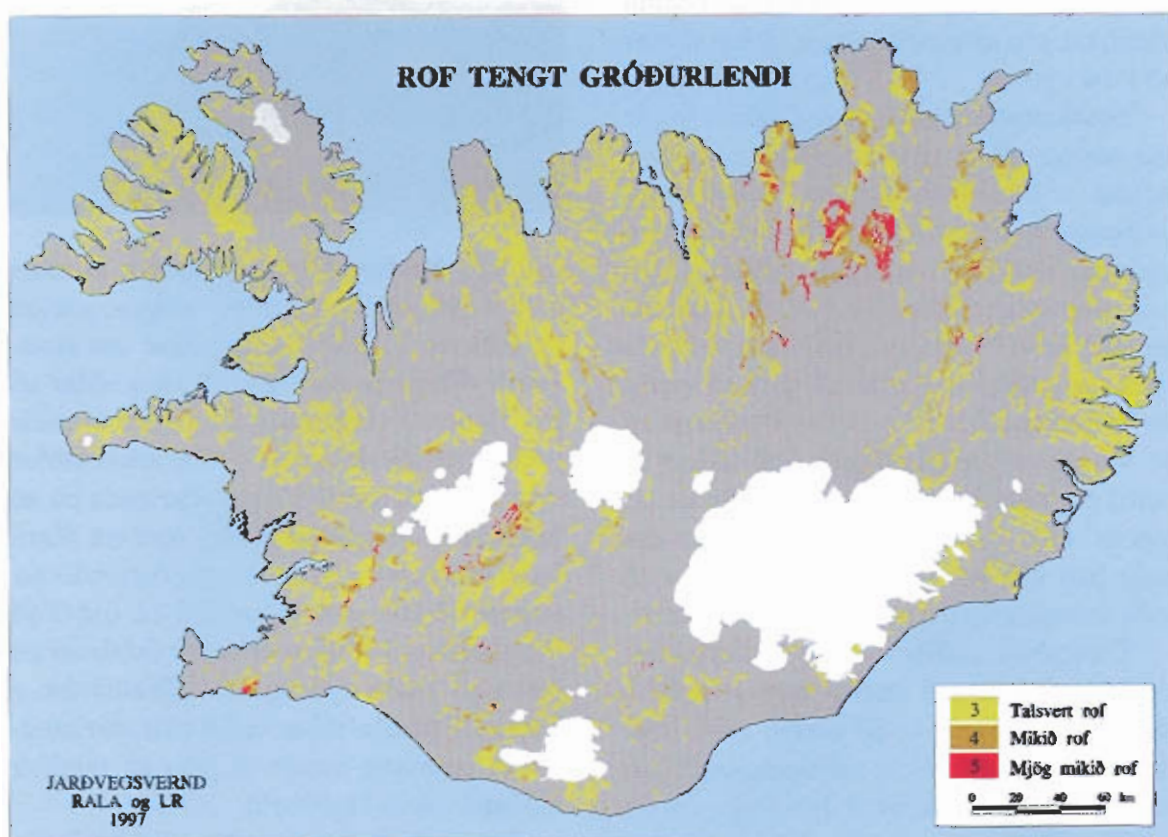 ROF TENGT GRÓÐURLENDI
3 Talsvert rof
4 Mikið rof
5 Mjög mikið rof
0 20 40 60 km
JARÐVEGSVERND
RALA og LR
1997